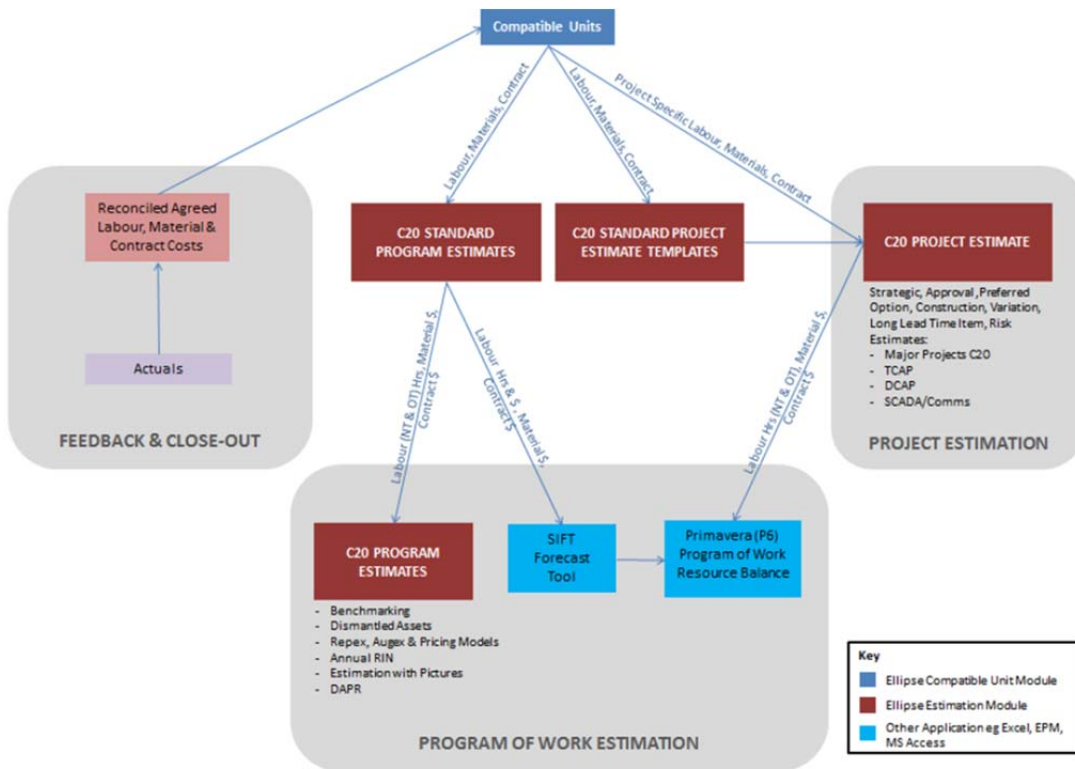 Compatible Units
Labour, Materials, Contract
Labour, Materials, Contract
Project Specific Labour, Materials, Contract
Reconciled Agreed
Labour, Material &
Contract Costs
Actuals
FEEDBACK & CLOSE-OUT
C20 STANDARD
PROGRAM ESTIMATES
C20 STANDARD PROJECT
ESTIMATE TEMPLATES
C20 PROJECT ESTIMATE
Strategic, Approval ,Preferred
Option, Construction, Variation,
Long Lead Time Item, Risk
Estimates:
- Major Projects C20
- TCAP
- DCAP
- SCADA/Comms
PROJECT ESTIMATION
Labour (NT & OT) Hrs, Material $,
Contract $
Labour Hrs & $ , Material $,
Contract $
Labour Hrs (NT & OT), Material $,
Contract $
C20 PROGRAM
ESTIMATES
- Benchmarking
- Dismantled Assets
- Repex, Augex & Pricing Models
- Annual RIN
- Estimation with Pictures
- DAPR
SIFT
Forecast
Tool
Primavera (P6)
Program of Work
Resource Balance
PROGRAM OF WORK ESTIMATION
Key
Ellipse Compatible Unit Module
Ellipse Estimation Module
Other Application eg Excel, EPM,
MS Access